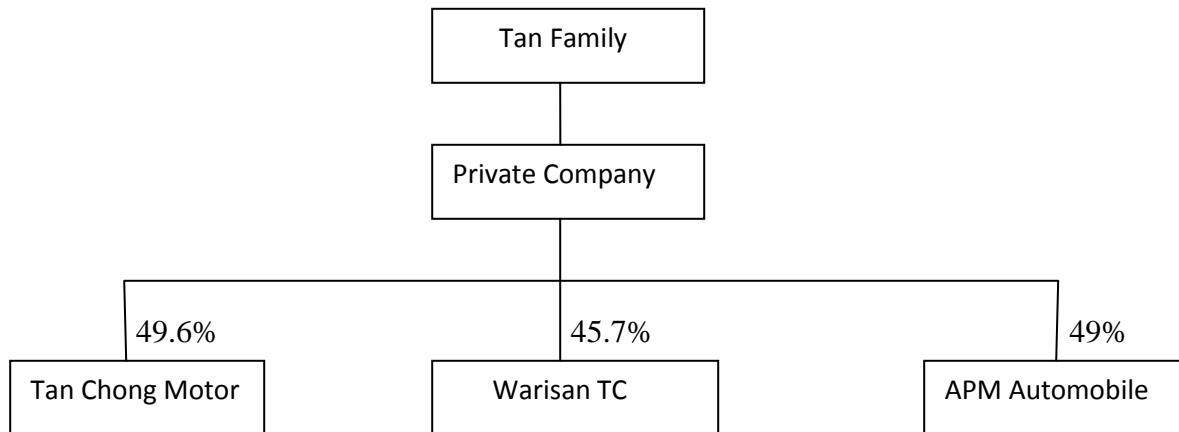 Tan Family
Private Company
49.6%
45.7%
49%
Tan Chong Motor
Warisan TC
APM Automobile